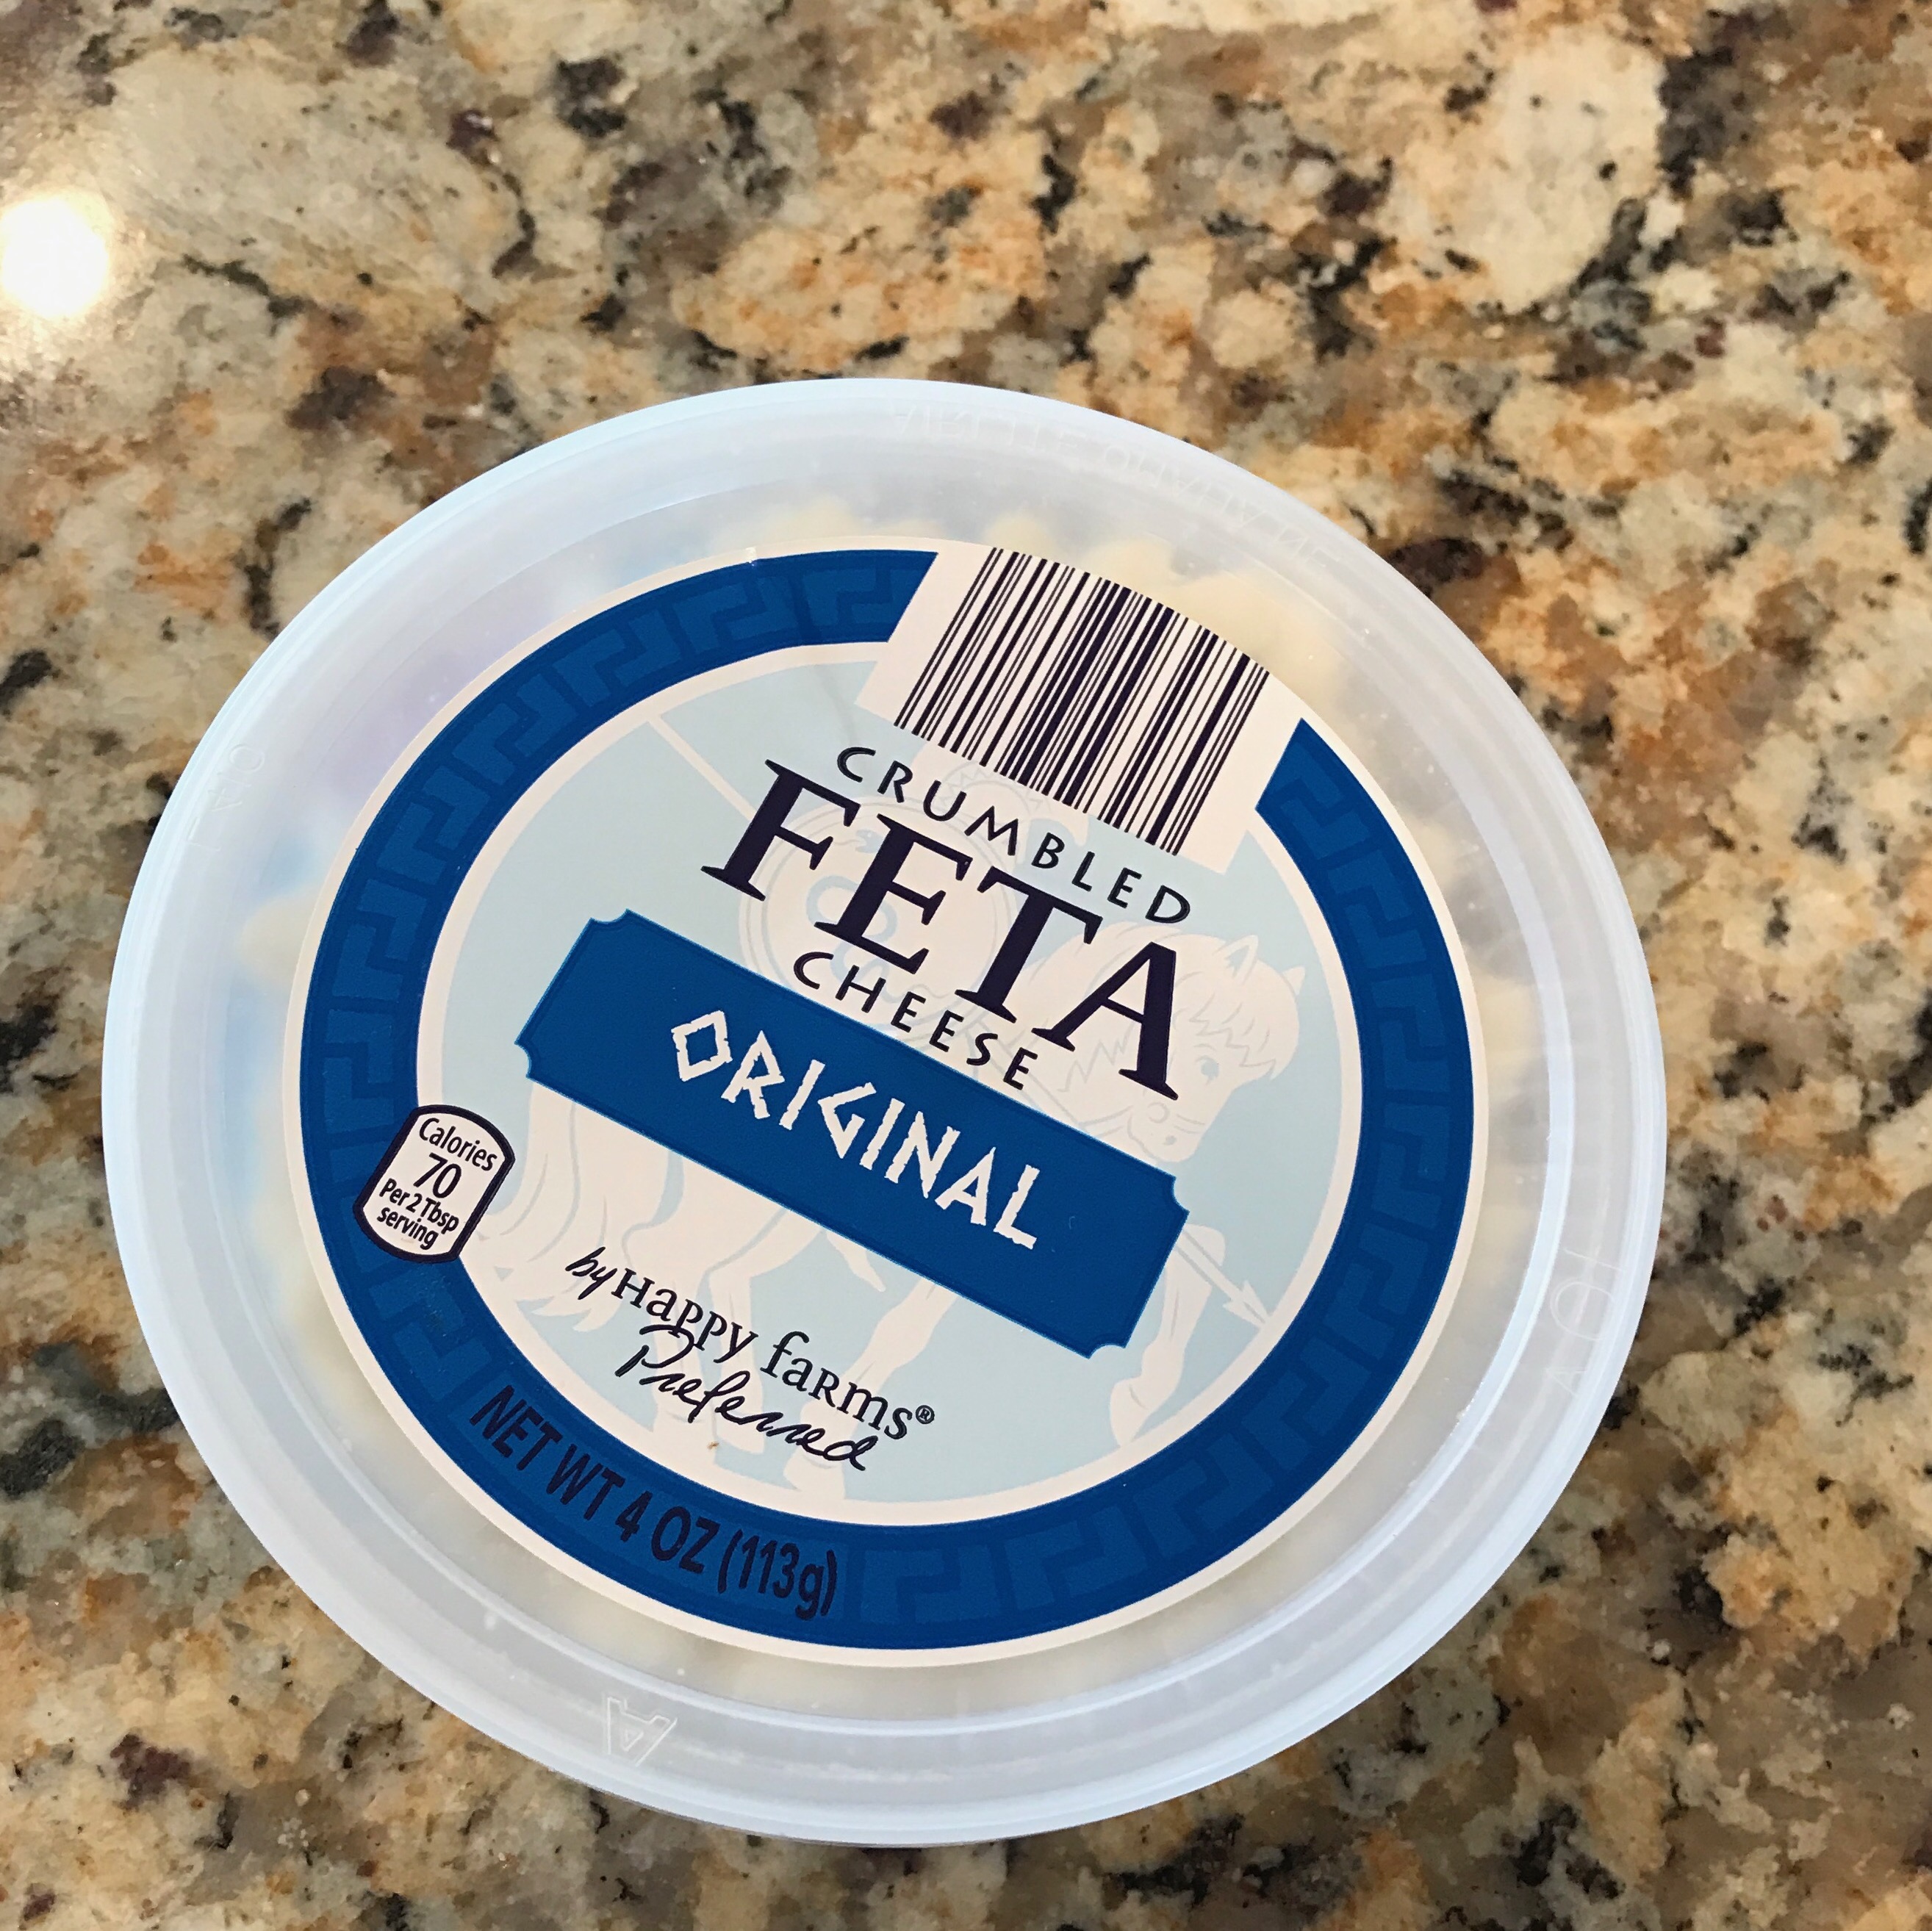 CRUMBLED
FETA
CHEESE
ORIGINAL
Calories
70
Per 2 Tbsp
serving
by Happy farms®
Preferred
NET WT 4 OZ (113g)